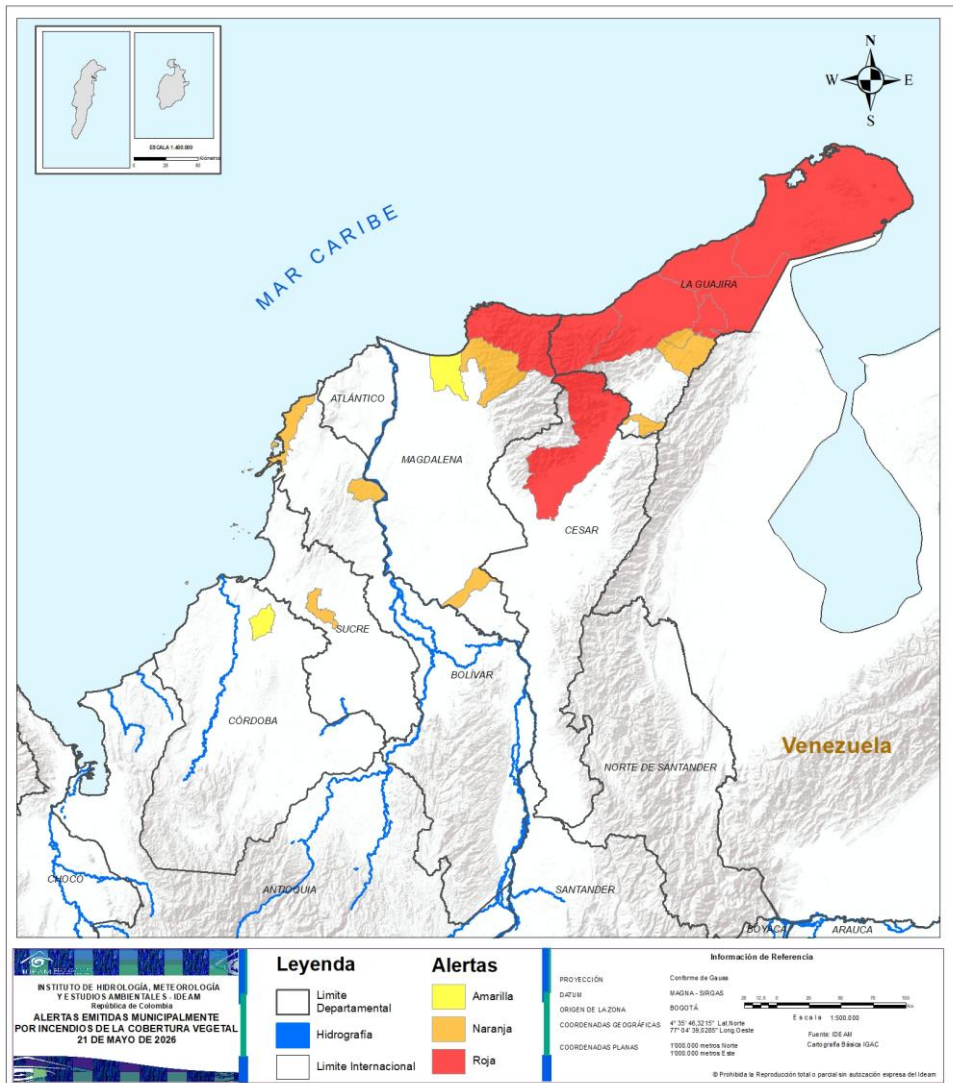 ESCALA 1:400.000
Kilómetros
N
W
E
S
MAR CARIBE
LA GUAJIRA
ATLÁNTICO
MAGDALENA
CESAR
SUCRE
BOLÍVAR
CÓRDOBA
NORTE DE SANTANDER
Venezuela
CHOCÓ
ANTIOQUIA
SANTANDER
BOYACÁ
ARAUCA
IDEAM
INSTITUTO DE HIDROLOGÍA, METEOROLOGÍA
Y ESTUDIOS AMBIENTALES - IDEAM
República de Colombia
ALERTAS EMITIDAS MUNICIPALMENTE
POR INCENDIOS DE LA COBERTURA VEGETAL
21 DE MAYO DE 2026
Leyenda
Limite
Departamental
Hidrografía
Limite Internacional
Alertas
Amarilla
Naranja
Roja
Información de Referencia
PROYECCIÓN Conforme de Gauss
DATUM MAGNA - SIRGAS
ORIGEN DE LA ZONA BOGOTÁ
COORDENADAS GEOGRÁFICAS 4° 35' 46,3215" Lat.Norte
77° 04' 39,0285" Long.Oeste
COORDENADAS PLANAS 1'000.000 metros Norte
1'000.000 metros Este
Escala 1:500.000
Fuente: IDEAM
Cartografía Básica IGAC
© Prohibida la Reproducción total o parcial sin autorización expresa del Ideam